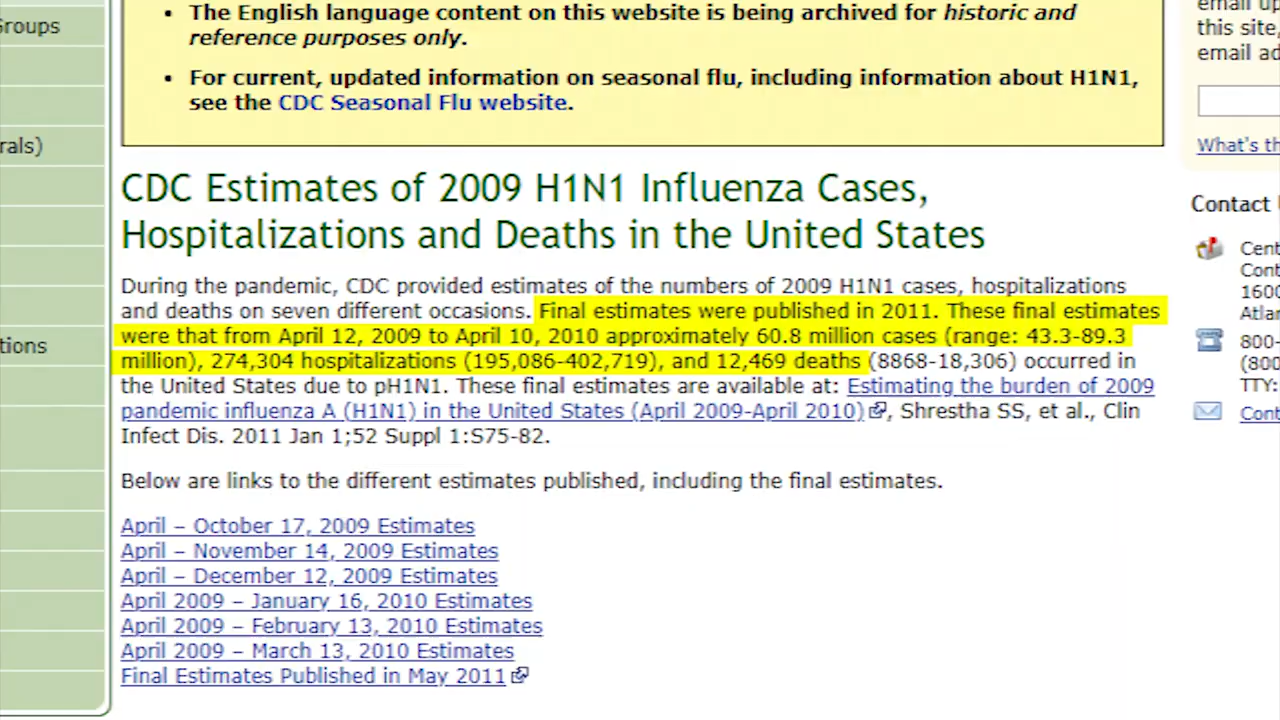 Groups
rals)
tions
• The English language content on this website is being archived for historic and
reference purposes only.
• For current, updated information on seasonal flu, including information about H1N1,
see the CDC Seasonal Flu website.
CDC Estimates of 2009 H1N1 Influenza Cases,
Hospitalizations and Deaths in the United States
During the pandemic, CDC provided estimates of the numbers of 2009 H1N1 cases, hospitalizations
and deaths on seven different occasions. Final estimates were published in 2011. These final estimates
were that from April 12, 2009 to April 10, 2010 approximately 60.8 million cases (range: 43.3-89.3
million), 274,304 hospitalizations (195,086-402,719), and 12,469 deaths (8868-18,306) occurred in
the United States due to pH1N1. These final estimates are available at: Estimating the burden of 2009
pandemic influenza A (H1N1) in the United States (April 2009-April 2010), Shrestha SS, et al., Clin
Infect Dis. 2011 Jan 1;52 Suppl 1:S75-82.
Below are links to the different estimates published, including the final estimates.
April – October 17, 2009 Estimates
April – November 14, 2009 Estimates
April – December 12, 2009 Estimates
April 2009 – January 16, 2010 Estimates
April 2009 – February 13, 2010 Estimates
April 2009 – March 13, 2010 Estimates
Final Estimates Published in May 2011
email up
this site,
email ad
What's th
Contact
Cent
Cont
1600
Atlan
800-
(800
TTY:
Cont